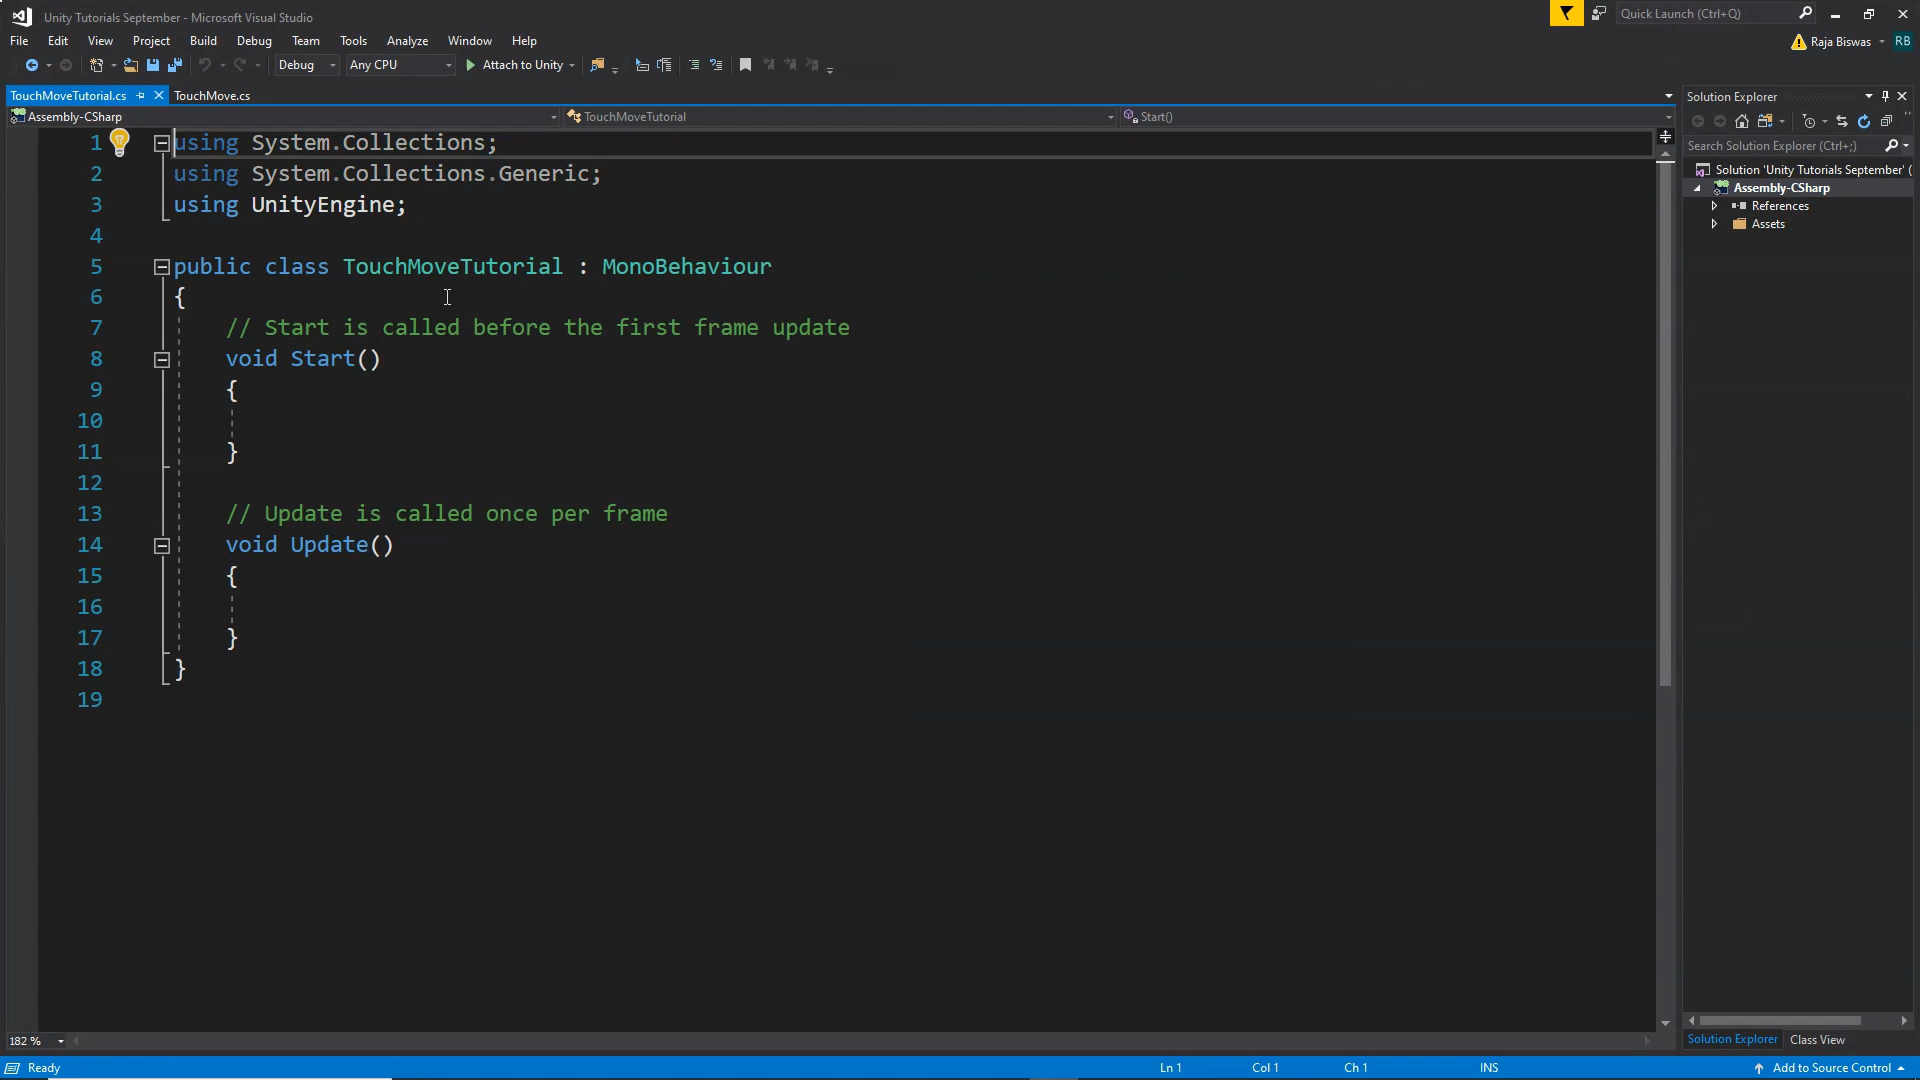 Unity Tutorials September - Microsoft Visual Studio
Quick Launch (Ctrl+Q)
File Edit View Project Build Debug Team Tools Analyze Window Help
Raja Biswas RB
Debug Any CPU Attach to Unity
TouchMoveTutorial.cs TouchMove.cs
Solution Explorer
Assembly-CSharp TouchMoveTutorial Start()
Search Solution Explorer (Ctrl+;)
Solution 'Unity Tutorials September' (
Assembly-CSharp
References
Assets
1 using System.Collections;
2 using System.Collections.Generic;
3 using UnityEngine;
4
5 public class TouchMoveTutorial : MonoBehaviour
6 {
7 // Start is called before the first frame update
8 void Start()
9 {
10
11 }
12
13 // Update is called once per frame
14 void Update()
15 {
16
17 }
18 }
19
182 %
Solution Explorer Class View
Ready Ln 1 Col 1 Ch 1 INS Add to Source Control